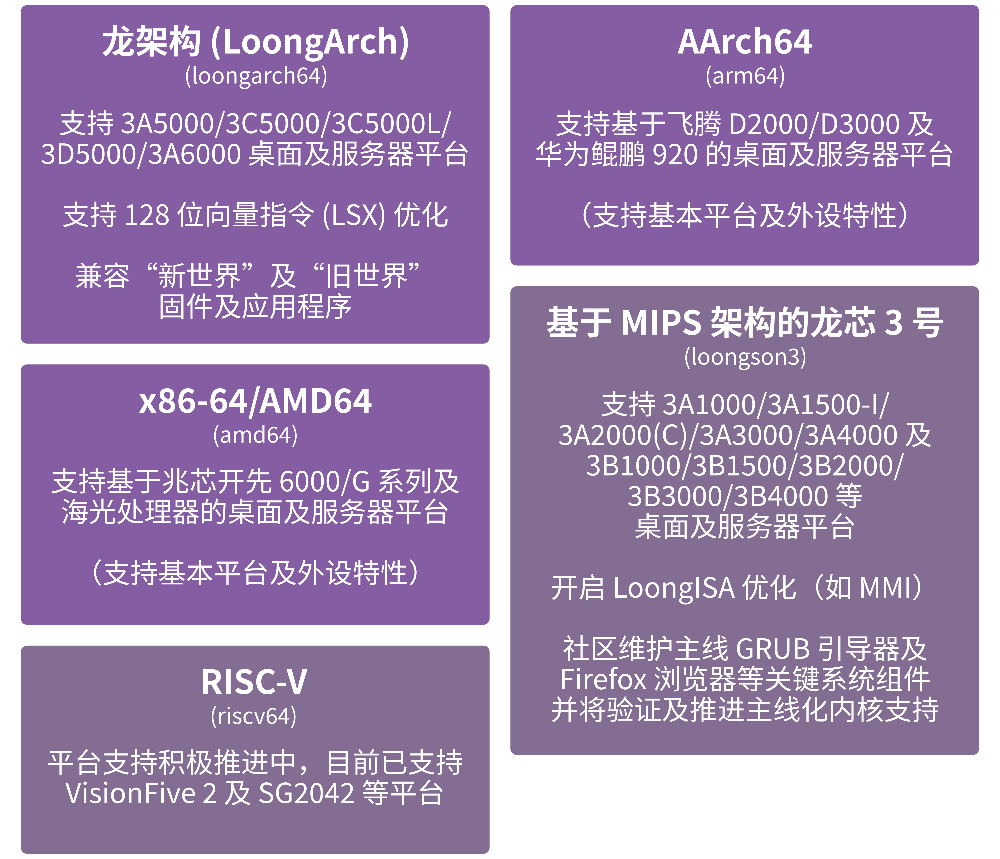 龙架构 (LoongArch)
(loongarch64)
支持 3A5000/3C5000/3C5000L/
3D5000/3A6000 桌面及服务器平台
支持 128 位向量指令 (LSX) 优化
兼容“新世界”及“旧世界”
固件及应用程序
x86-64/AMD64
(amd64)
支持基于兆芯开先 6000/G 系列及
海光处理器的桌面及服务器平台
（支持基本平台及外设特性）
RISC-V
(riscv64)
平台支持积极推进中，目前已支持
VisionFive 2 及 SG2042 等平台
AArch64
(arm64)
支持基于飞腾 D2000/D3000 及
华为鲲鹏 920 的桌面及服务器平台
（支持基本平台及外设特性）
基于 MIPS 架构的龙芯 3 号
(loongson3)
支持 3A1000/3A1500-I/
3A2000(C)/3A3000/3A4000 及
3B1000/3B1500/3B2000/
3B3000/3B4000 等
桌面及服务器平台
开启 LoongISA 优化（如 MMI）
社区维护主线 GRUB 引导器及
Firefox 浏览器等关键系统组件
并将验证及推进主线化内核支持